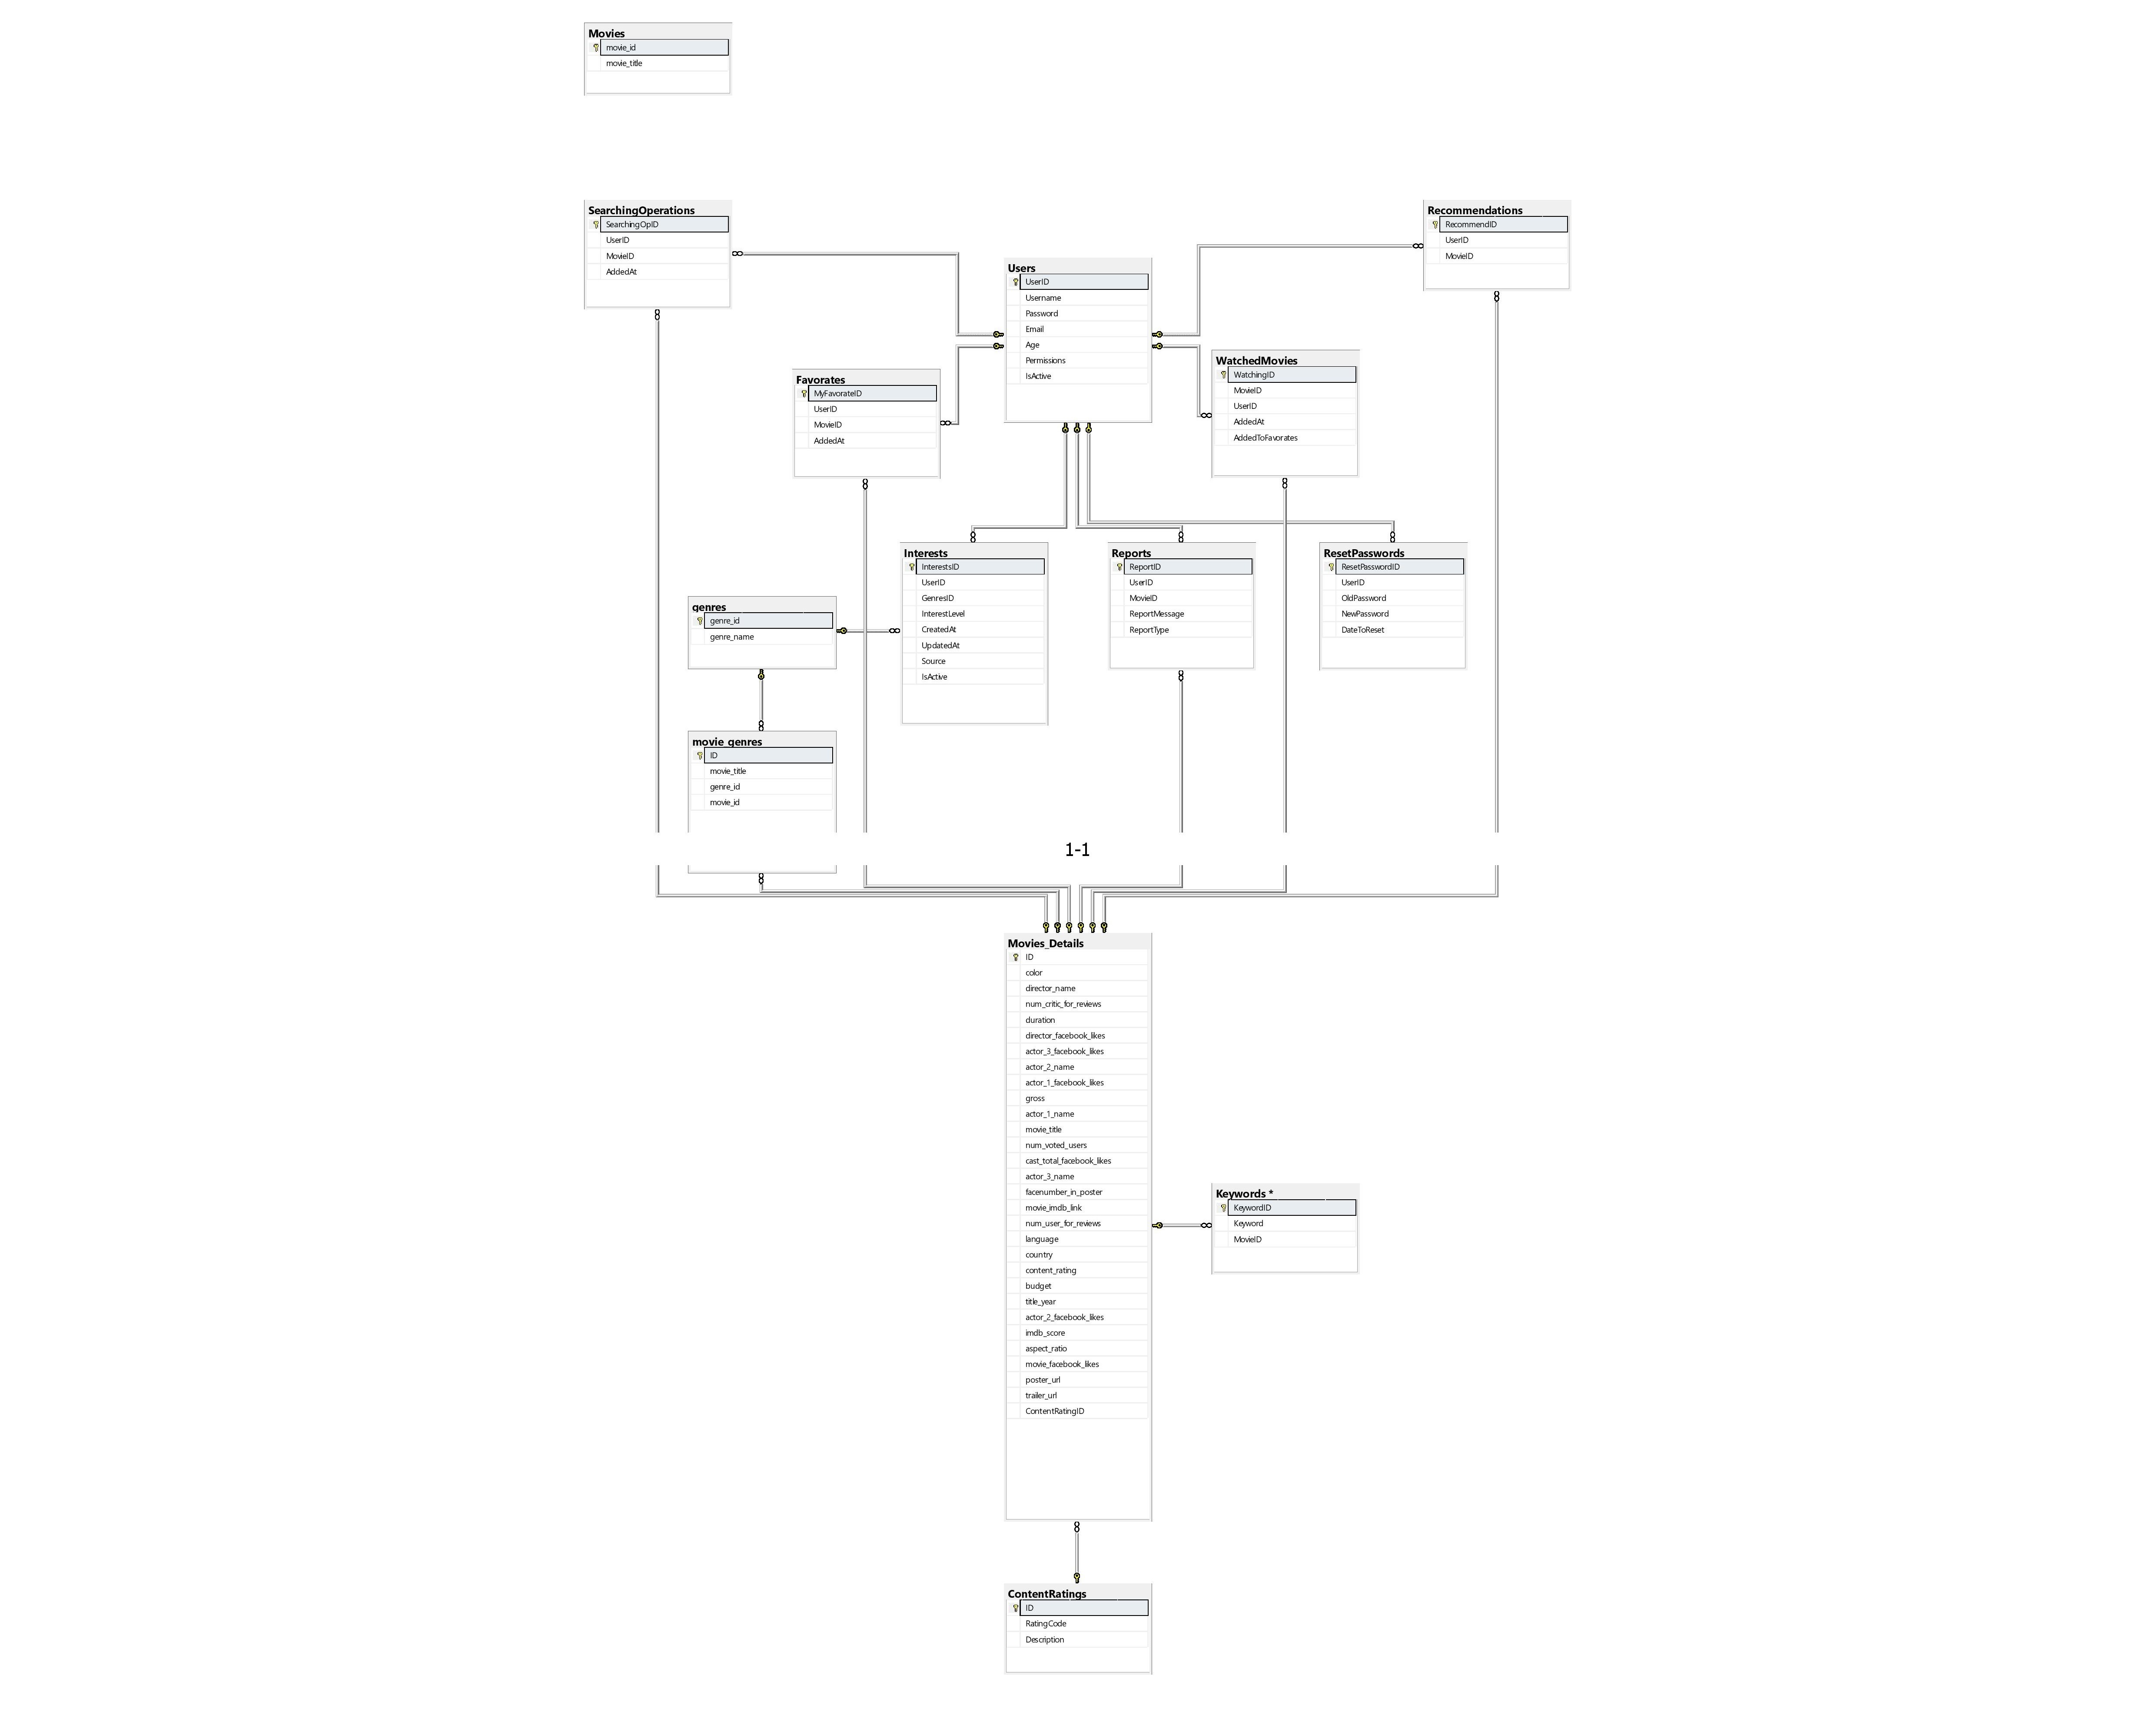 Movies
movie_id
movie_title
SearchingOperations
SearchingOpID
UserID
MovieID
AddedAt
Recommendations
RecommendID
UserID
MovieID
Users
UserID
Username
Password
Email
Age
Permissions
IsActive
WatchedMovies
WatchingID
MovieID
UserID
AddedAt
AddedToFavorates
Favorates
MyFavorateID
UserID
MovieID
AddedAt
Interests
InterestsID
UserID
GenresID
InterestLevel
CreatedAt
UpdatedAt
Source
IsActive
Reports
ReportID
UserID
MovieID
ReportMessage
ReportType
ResetPasswords
ResetPasswordID
UserID
OldPassword
NewPassword
DateToReset
genres
genre_id
genre_name
movie_genres
ID
movie_title
genre_id
movie_id
1-1
Movies_Details
ID
color
director_name
num_critic_for_reviews
duration
director_facebook_likes
actor_3_facebook_likes
actor_2_name
actor_1_facebook_likes
gross
actor_1_name
movie_title
num_voted_users
cast_total_facebook_likes
actor_3_name
facenumber_in_poster
movie_imdb_link
num_user_for_reviews
language
country
content_rating
budget
title_year
actor_2_facebook_likes
imdb_score
aspect_ratio
movie_facebook_likes
poster_url
trailer_url
ContentRatingID
Keywords *
KeywordID
Keyword
MovieID
ContentRatings
ID
RatingCode
Description